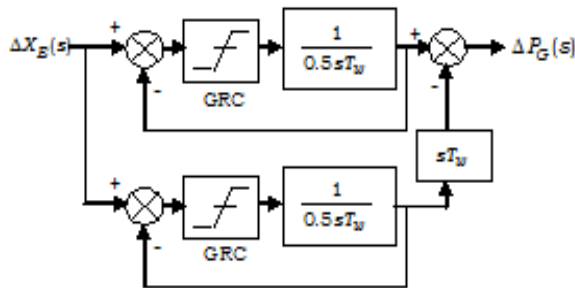 ΔX_E(s)
+
-
GRC
1
0.5sT_w
+
-
ΔP_G(s)
sT_w
+
-
GRC
1
0.5sT_w